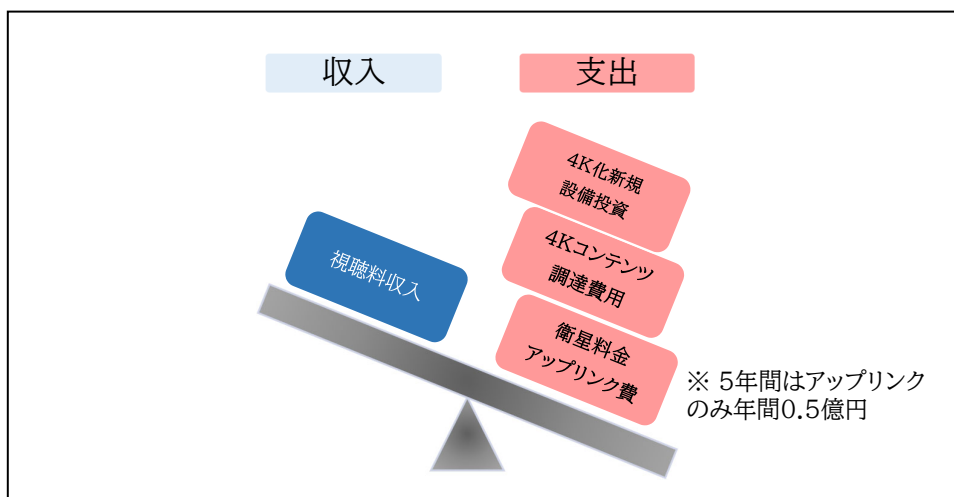 収入
支出
4K化新規
設備投資
4Kコンテンツ
調達費用
視聴料収入
衛星料金
アップリンク費
※ 5年間はアップリンク
のみ年間0.5億円